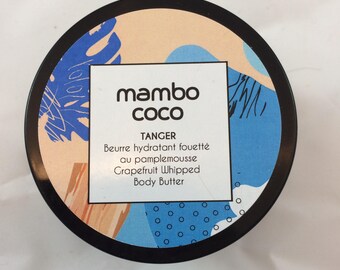 mambo
coco
TANGER
Beurre hydratant fouetté
au pamplemousse
Grapefruit Whipped
Body Butter